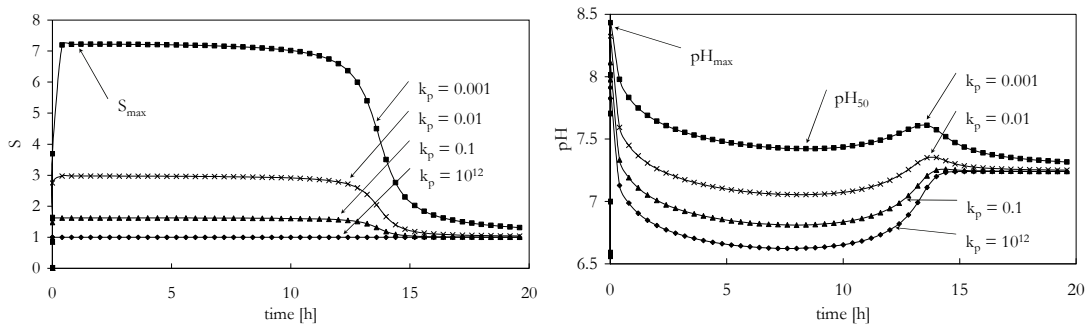 8
7
6
5
4
3
2
1
0
S
S_max
k_p = 0.001
k_p = 0.01
k_p = 0.1
k_p = 10^12
0 5 10 15 20
time [h]
8.5
8
7.5
7
6.5
pH
pH_max
pH_50
k_p = 0.001
k_p = 0.01
k_p = 0.1
k_p = 10^12
0 5 10 15 20
time [h]